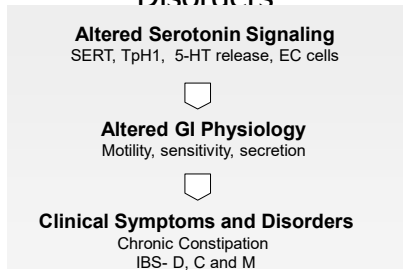 Disorders
Altered Serotonin Signaling
SERT, TpH1, 5-HT release, EC cells
Altered GI Physiology
Motility, sensitivity, secretion
Clinical Symptoms and Disorders
Chronic Constipation
IBS- D, C and M